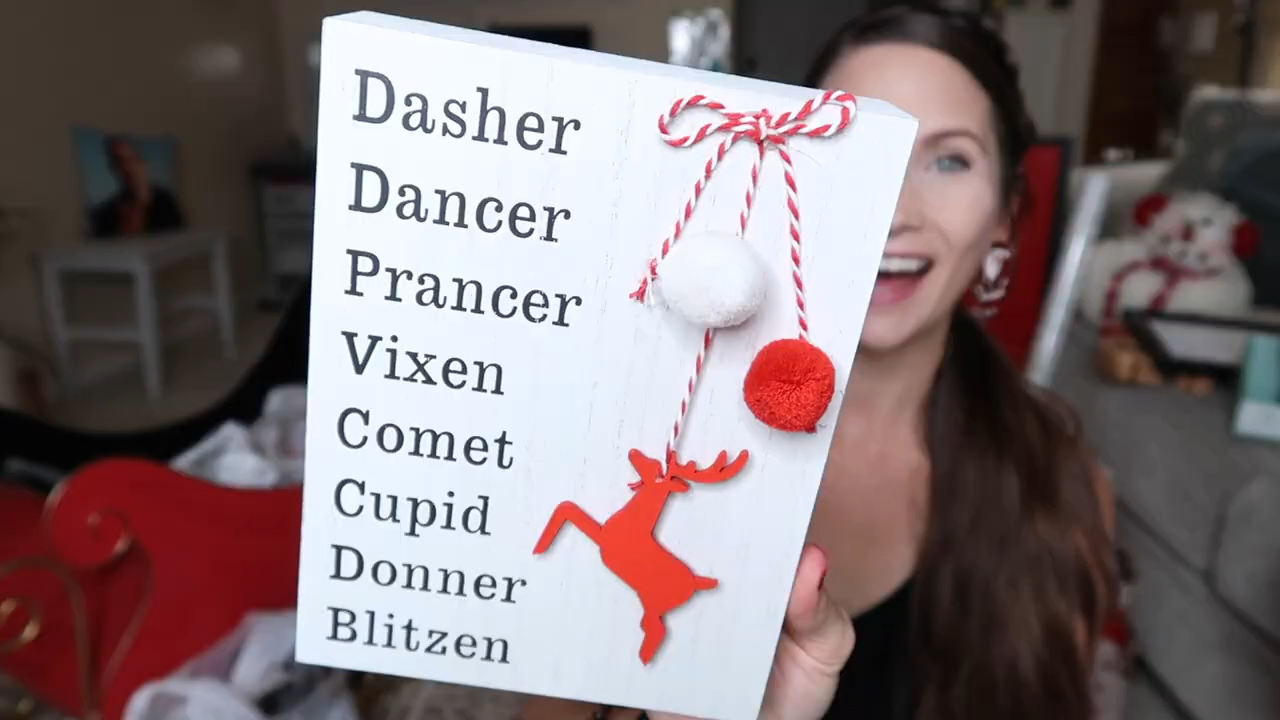 Dasher
Dancer
Prancer
Vixen
Comet
Cupid
Donner
Blitzen